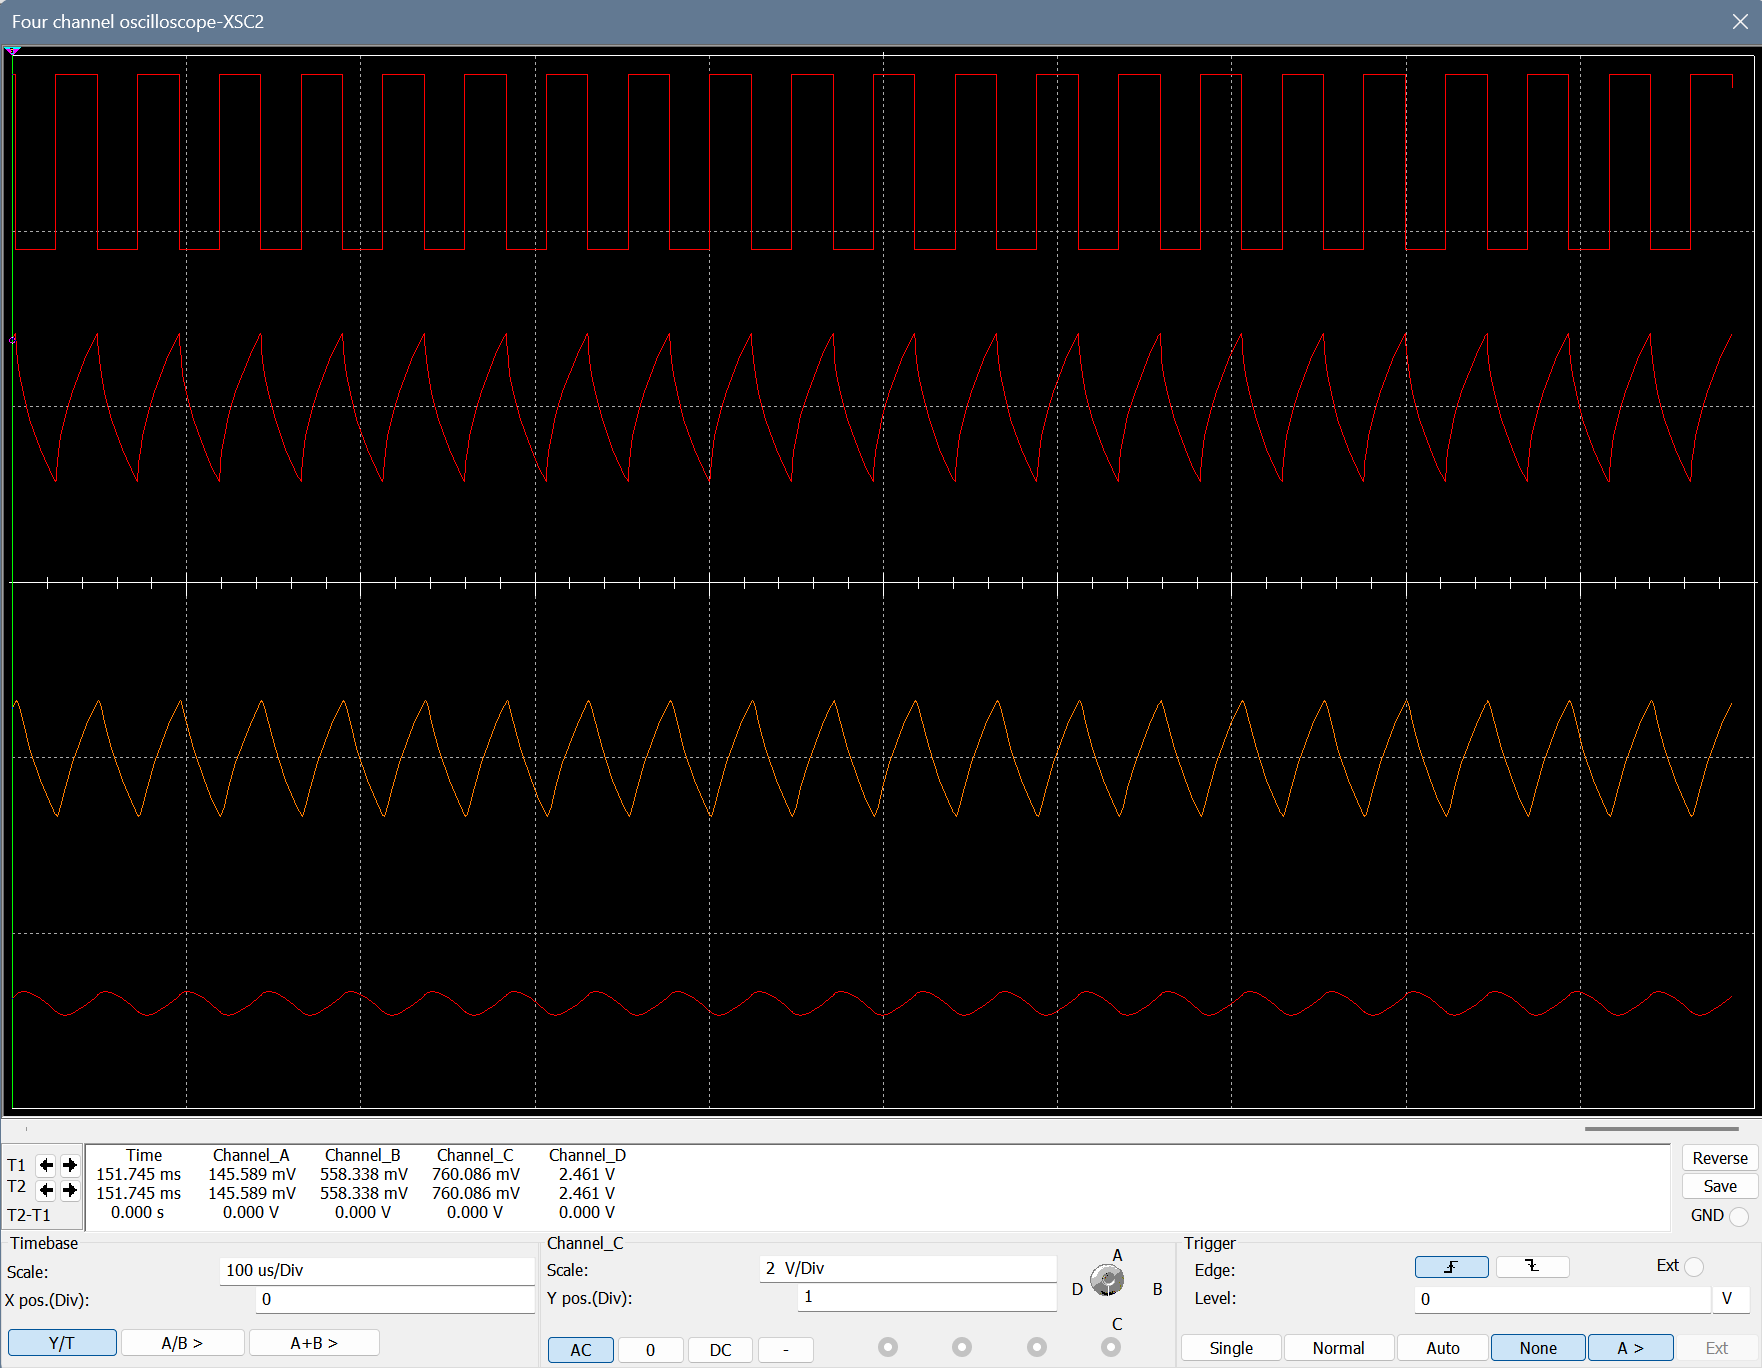 Four channel oscilloscope-XSC2
Time Channel_A Channel_B Channel_C Channel_D
T1 151.745 ms 145.589 mV 558.338 mV 760.086 mV 2.461 V
T2 151.745 ms 145.589 mV 558.338 mV 760.086 mV 2.461 V
T2-T1 0.000 s 0.000 V 0.000 V 0.000 V 0.000 V
Reverse
Save
GND
Timebase
Scale: 100 us/Div
X pos.(Div): 0
Y/T A/B > A+B >
Channel_C
Scale: 2 V/Div
Y pos.(Div): 1
AC 0 DC -
A
D B
C
Trigger
Edge: Ext
Level: 0 V
Single Normal Auto None A > Ext